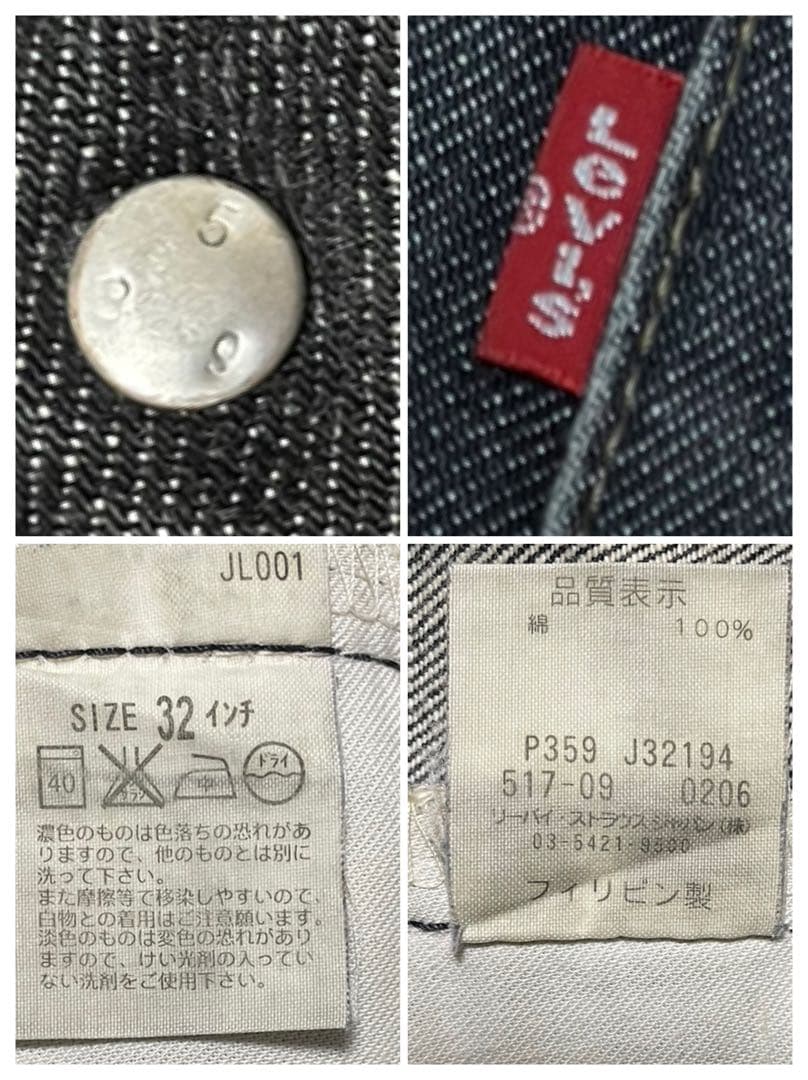 5
0
9
LeVI'S
®
JL001
SIZE 32 インチ
40
中
ドライ
濃色のものは色落ちの恐れがあ
りますので、他のものとは別に
洗って下さい。
また摩擦等で移染しやすいので、
白物との着用はご注意願います。
淡色のものは変色の恐れがあり
ますので、けい光剤の入ってい
ない洗剤をご使用下さい。
品質表示
綿 100%
P359 J32194
517-09 0206
リーバイ・ストラウス ジャパン(株)
03-5421-9500
フィリピン製